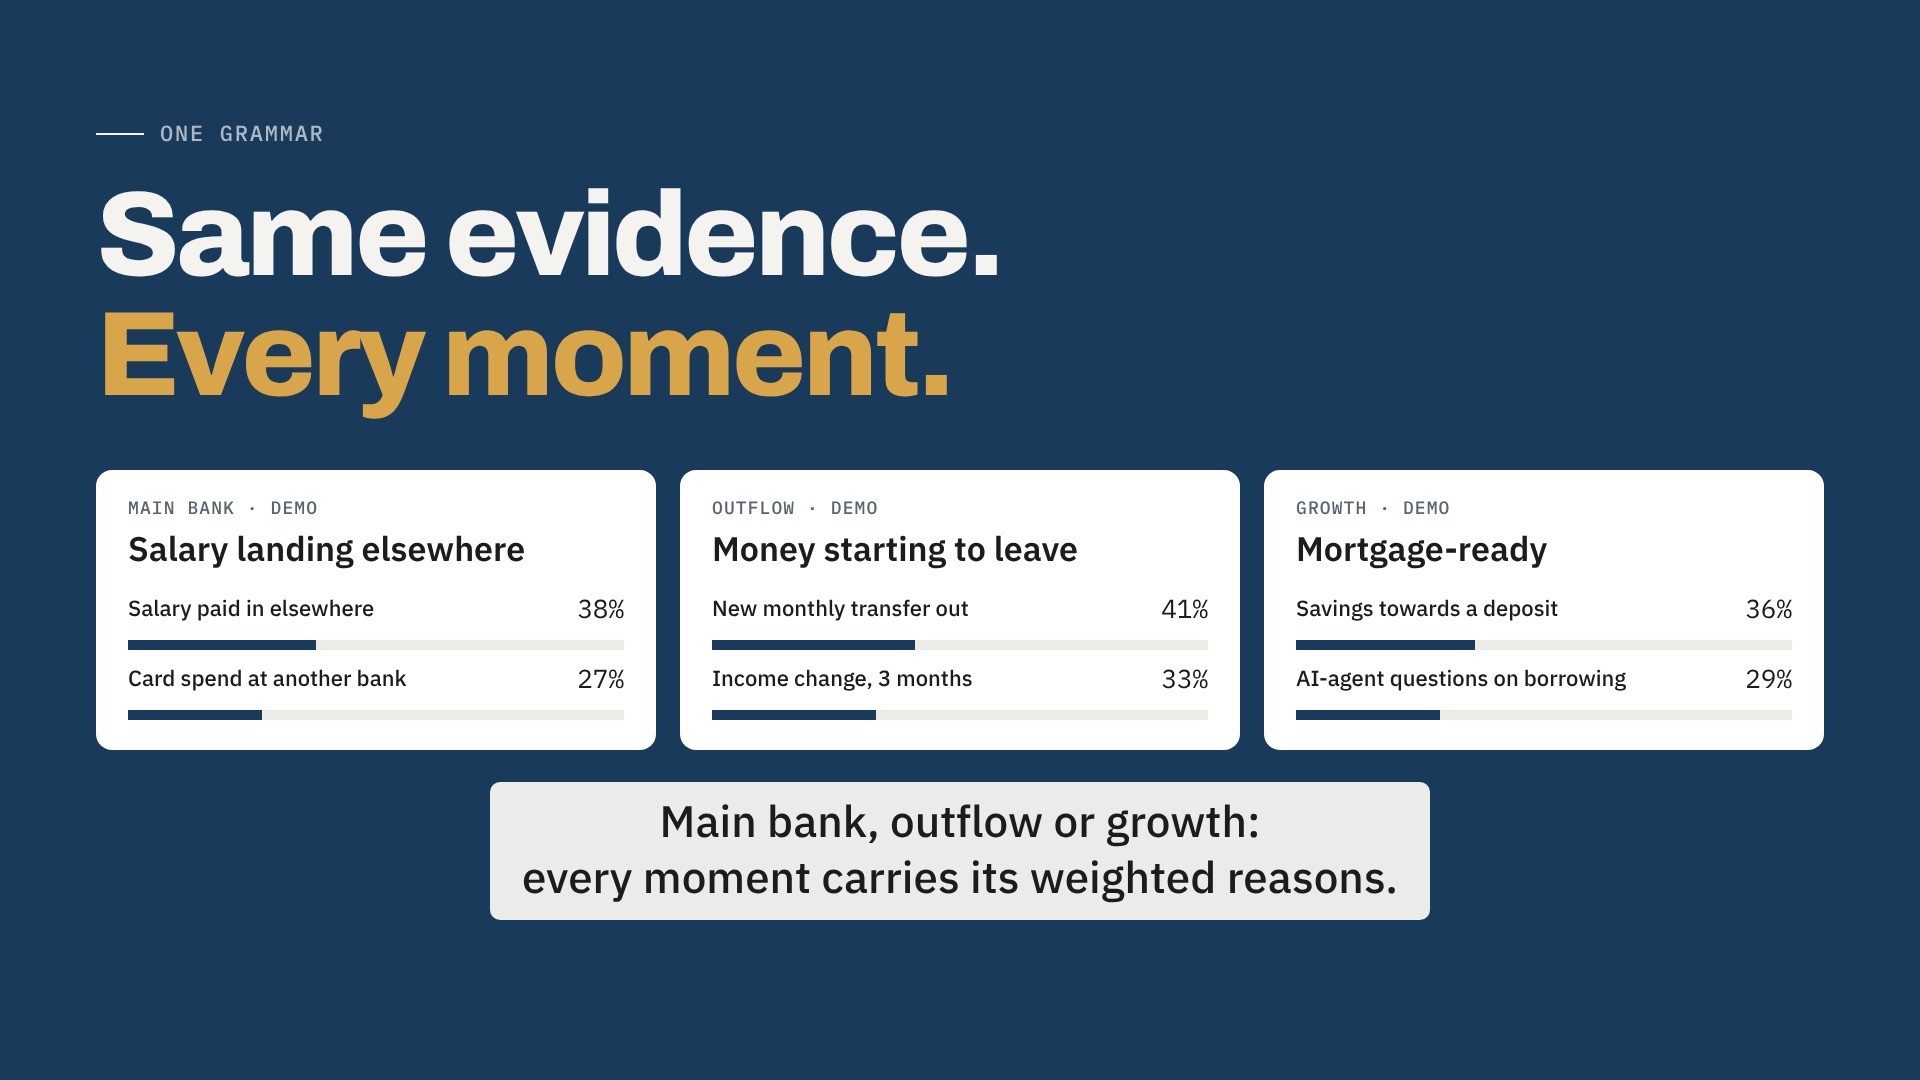 ONE GRAMMAR
Same evidence.
Every moment.
MAIN BANK · DEMO
Salary landing elsewhere
Salary paid in elsewhere 38%
Card spend at another bank 27%
OUTFLOW · DEMO
Money starting to leave
New monthly transfer out 41%
Income change, 3 months 33%
GROWTH · DEMO
Mortgage-ready
Savings towards a deposit 36%
AI-agent questions on borrowing 29%
Main bank, outflow or growth:
every moment carries its weighted reasons.